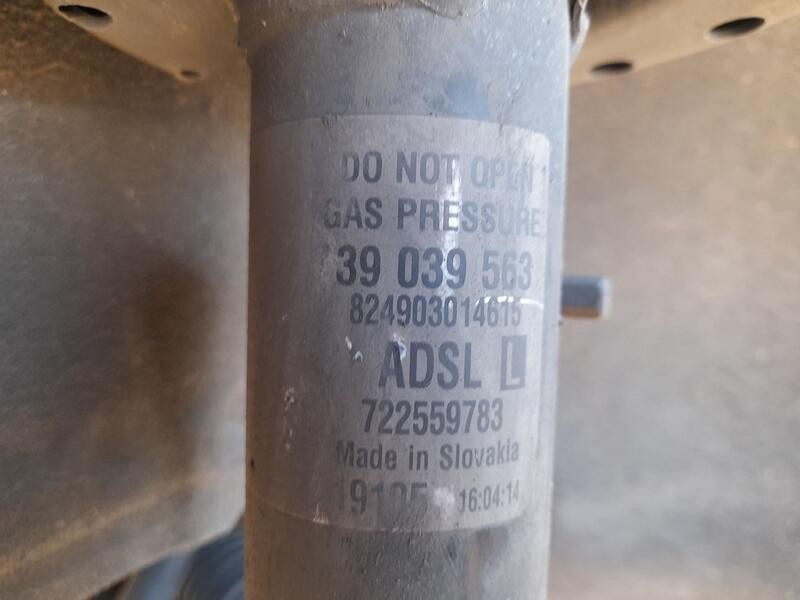 DO NOT OPEN
GAS PRESSURE
39 039 563
824903014615
ADSL L
722559783
Made in Slovakia
16:04:14